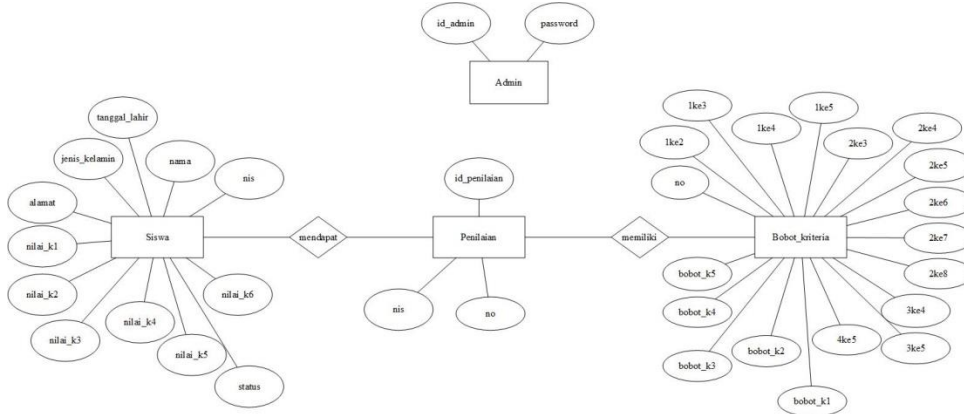 id_admin
password
Admin
tanggal_lahir
jenis_kelamin
nama
nis
alamat
nilai_k1
nilai_k2
nilai_k3
nilai_k4
nilai_k5
nilai_k6
status
Siswa
mendapat
id_penilaian
Penilaian
nis
no
memiliki
Bobot_kriteria
no
1ke2
1ke3
1ke4
1ke5
2ke3
2ke4
2ke5
2ke6
2ke7
2ke8
3ke4
3ke5
4ke5
bobot_k5
bobot_k4
bobot_k3
bobot_k2
bobot_k1